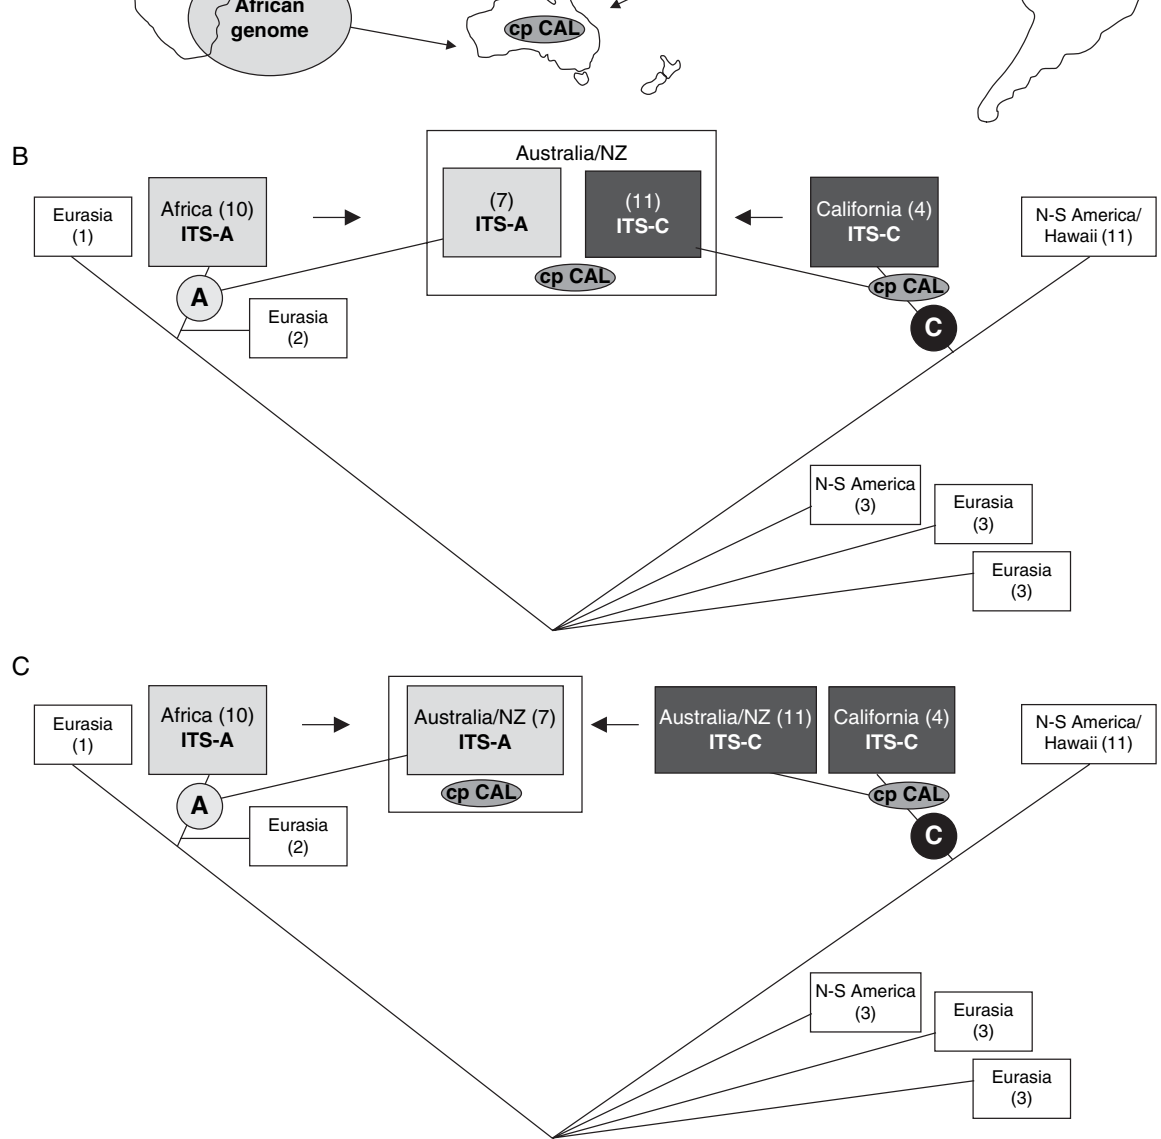 African
genome
cp CAL
B
Australia/NZ
Eurasia
(1)
Africa (10)
ITS-A
(7)
ITS-A
(11)
ITS-C
California (4)
ITS-C
N-S America/
Hawaii (11)
cp CAL
cp CAL
A
C
Eurasia
(2)
N-S America
(3)
Eurasia
(3)
Eurasia
(3)
C
Eurasia
(1)
Africa (10)
ITS-A
Australia/NZ (7)
ITS-A
Australia/NZ (11)
ITS-C
California (4)
ITS-C
N-S America/
Hawaii (11)
cp CAL
cp CAL
A
C
Eurasia
(2)
N-S America
(3)
Eurasia
(3)
Eurasia
(3)